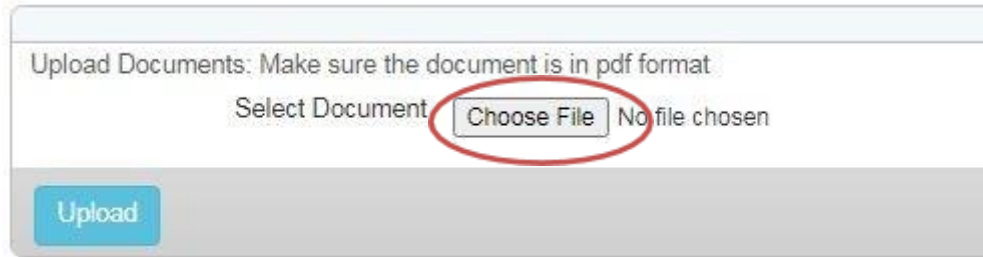 Upload Documents: Make sure the document is in pdf format
Select Document Choose File No file chosen
Upload